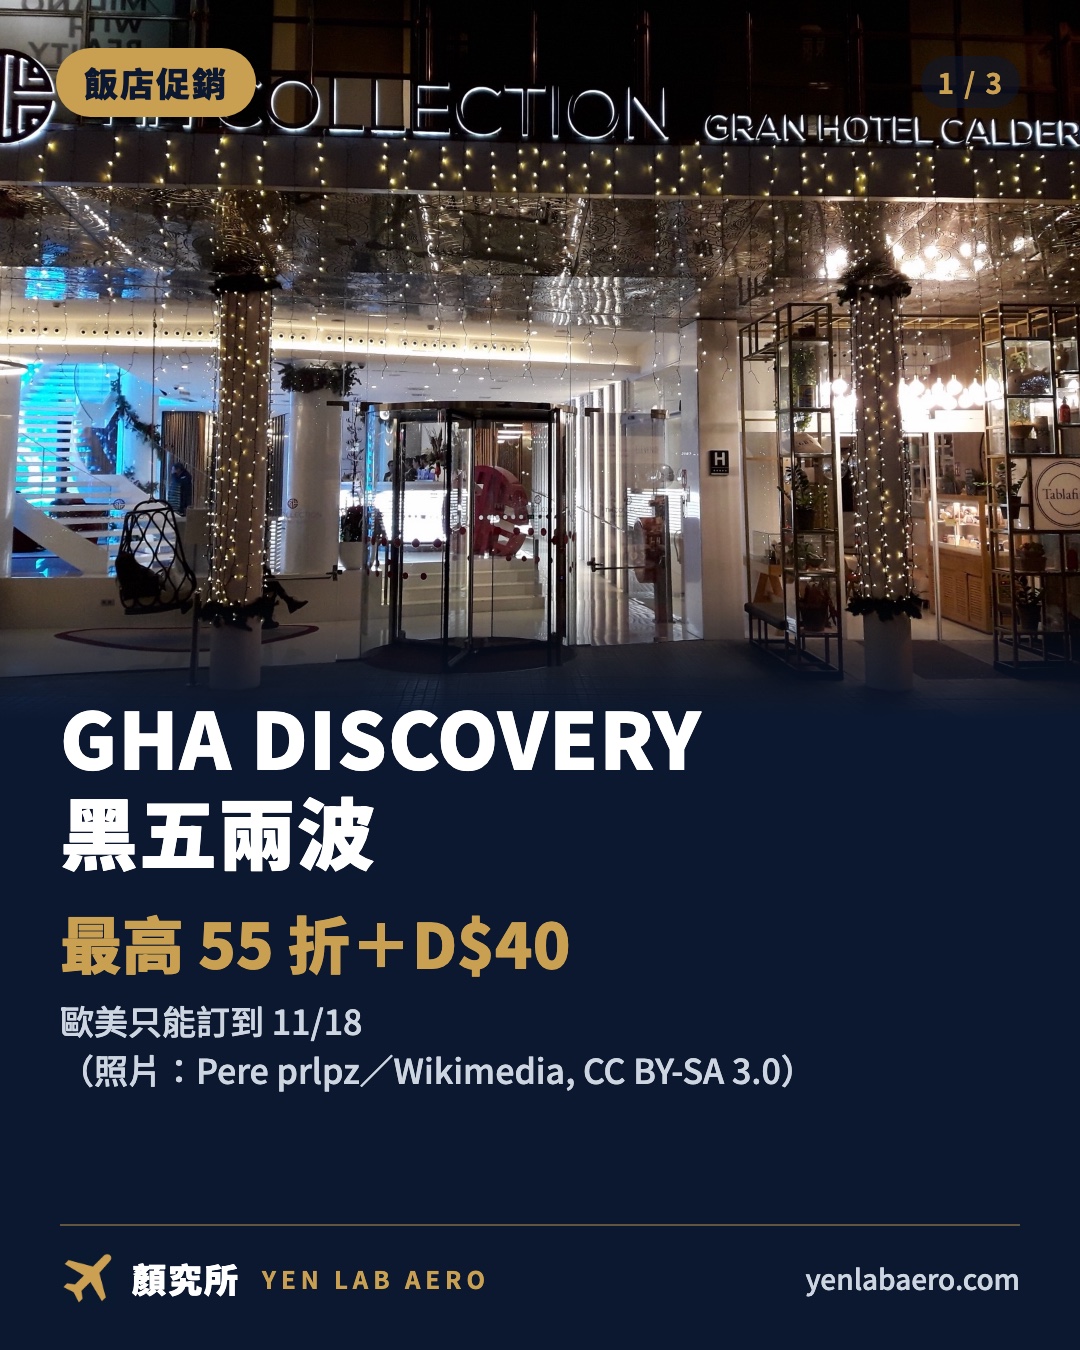 飯店促銷
1 / 3
COLLECTION
GRAN HOTEL CALDER
H
Tablafi
GHA DISCOVERY
黑五兩波
最高 55 折＋D$40
歐美只能訂到 11/18
（照片：Pere prlpz／Wikimedia, CC BY-SA 3.0）
顏究所 YEN LAB AERO
yenlabaero.com